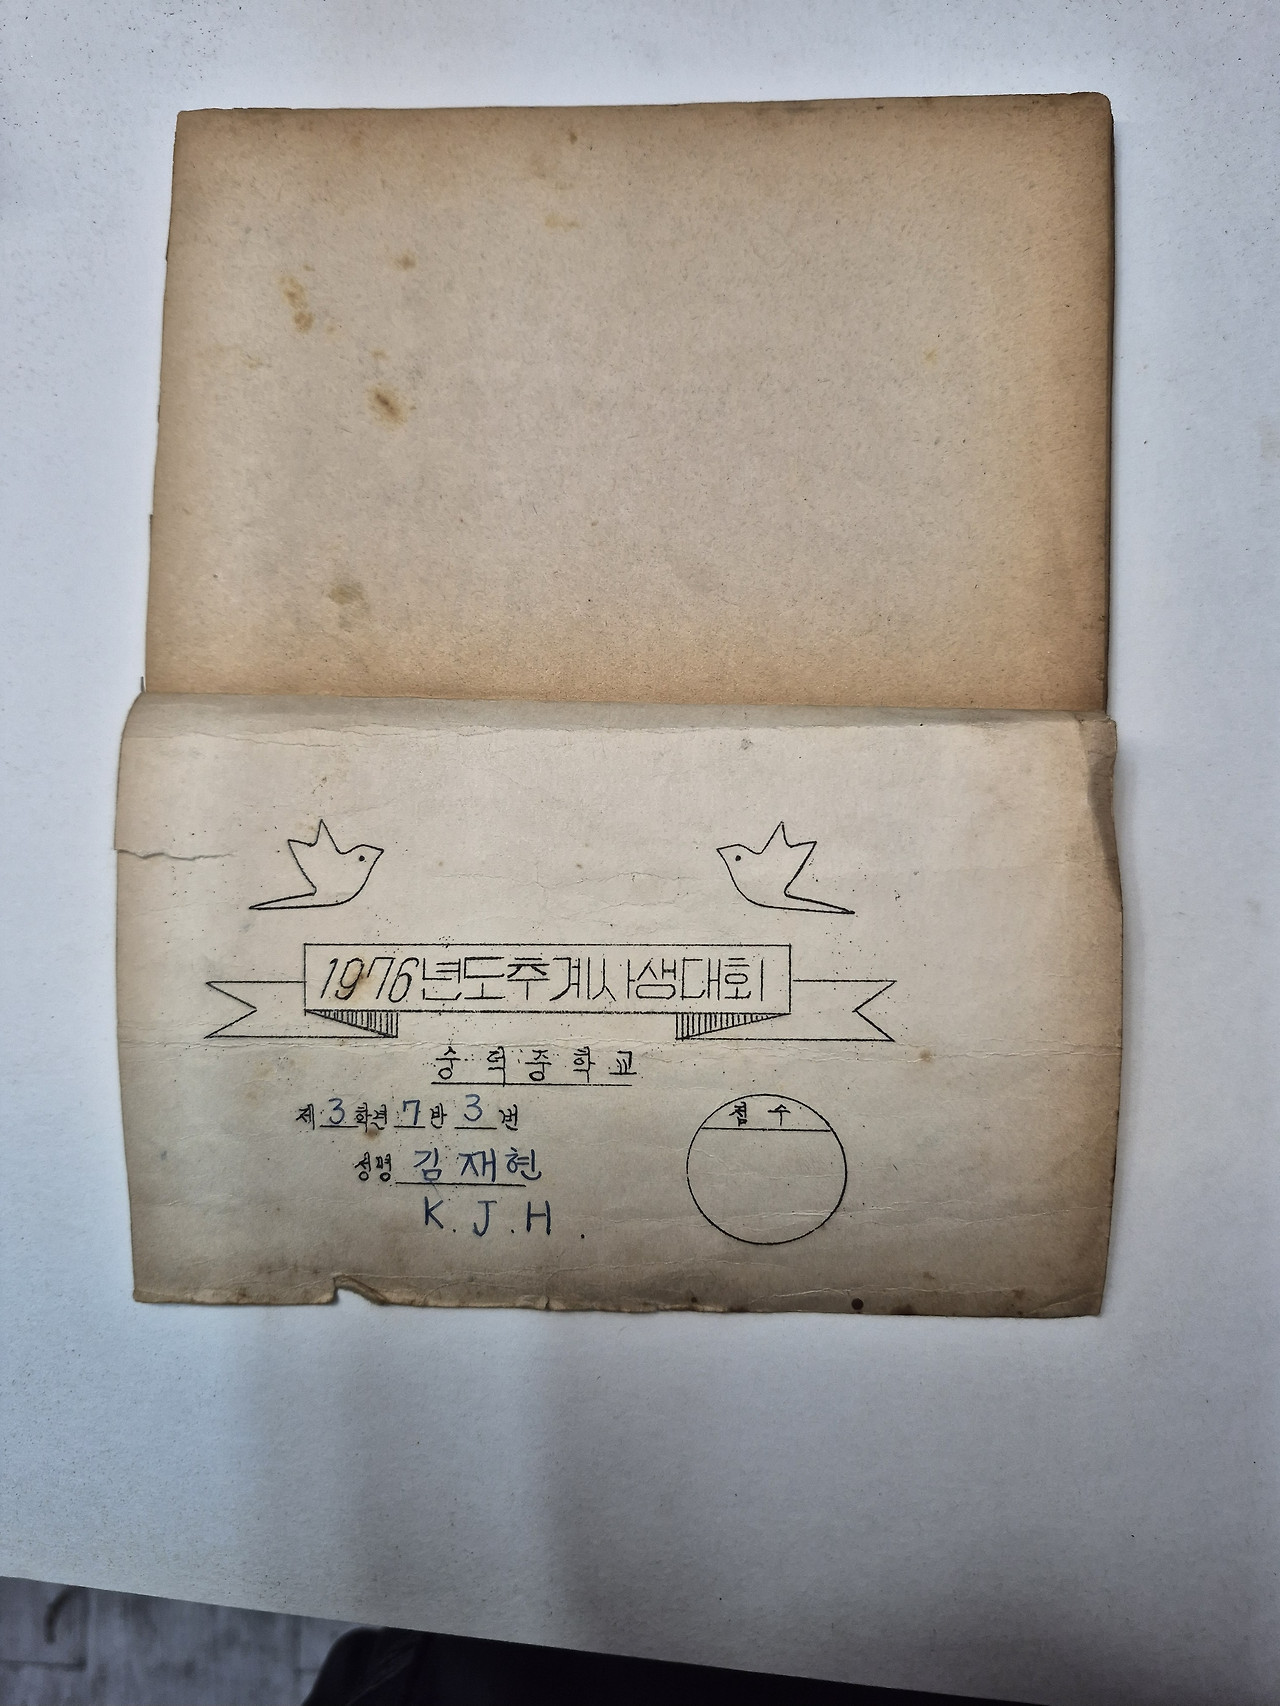 1976년도추계사생대회
숭덕중학교
제 3 학년 7 반 3 번
점수
성명 김재현
K. J. H.